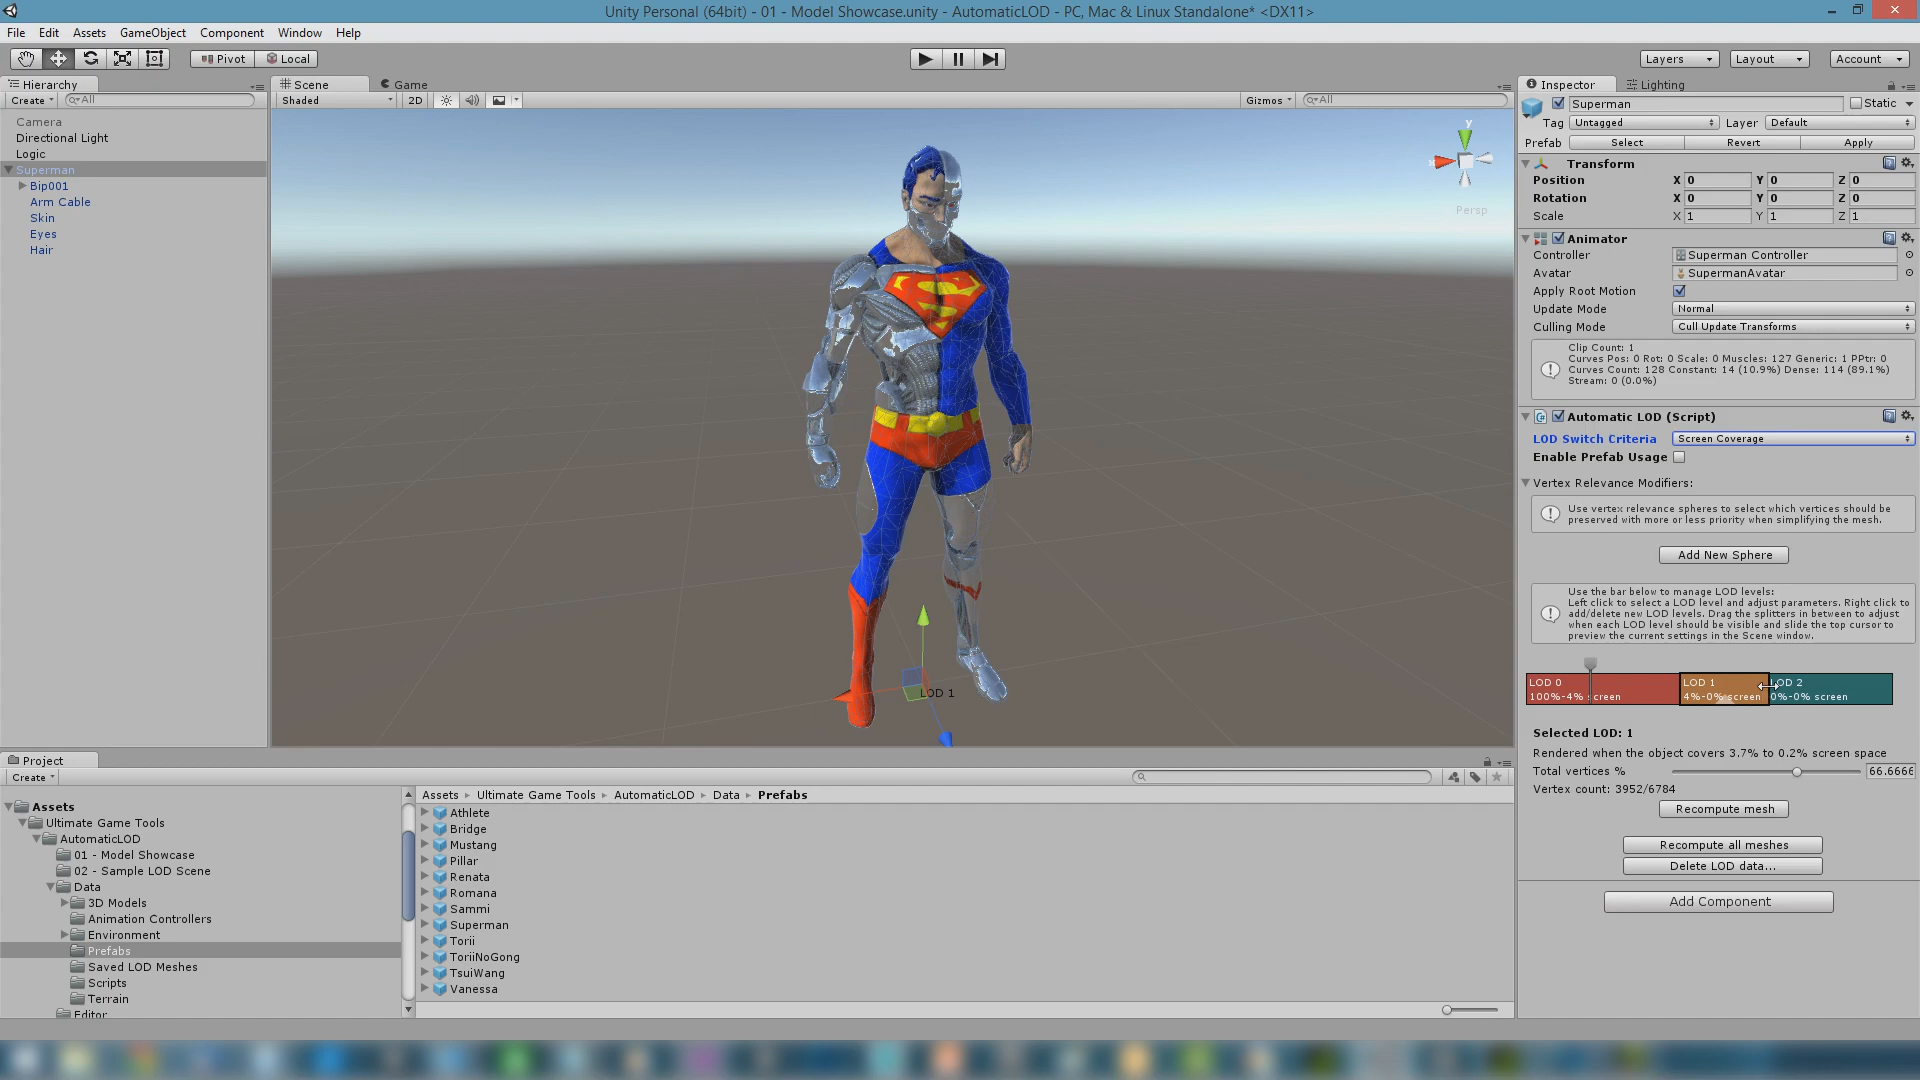 Unity Personal (64bit) - 01 - Model Showcase.unity - AutomaticLOD - PC, Mac & Linux Standalone* <DX11>
File Edit Assets GameObject Component Window Help
Pivot Local
Layers Layout Account
Hierarchy
Create All
Camera
Directional Light
Logic
Superman
Bip001
Arm Cable
Skin
Eyes
Hair
Scene Game
Shaded 2D Gizmos All
y
x
Persp
LOD 1
Inspector Lighting
Superman Static
Tag Untagged Layer Default
Prefab Select Revert Apply
Transform
Position X 0 Y 0 Z 0
Rotation X 0 Y 0 Z 0
Scale X 1 Y 1 Z 1
Animator
Controller Superman Controller
Avatar SupermanAvatar
Apply Root Motion
Update Mode Normal
Culling Mode Cull Update Transforms
Clip Count: 1
Curves Pos: 0 Rot: 0 Scale: 0 Muscles: 127 Generic: 1 PPtr: 0
Curves Count: 128 Constant: 14 (10.9%) Dense: 114 (89.1%)
Stream: 0 (0.0%)
Automatic LOD (Script)
LOD Switch Criteria Screen Coverage
Enable Prefab Usage
Vertex Relevance Modifiers:
Use vertex relevance spheres to select which vertices should be
preserved with more or less priority when simplifying the mesh.
Add New Sphere
Use the bar below to manage LOD levels:
Left click to select a LOD level and adjust parameters. Right click to
add/delete new LOD levels. Drag the splitters in between to adjust
when each LOD level should be visible and slide the top cursor to
preview the current settings in the Scene window.
LOD 0 LOD 1 OD 2
100%-4% screen 4%-0% screen 0%-0% screen
Selected LOD: 1
Rendered when the object covers 3.7% to 0.2% screen space
Total vertices % 66.6666
Vertex count: 3952/6784
Recompute mesh
Recompute all meshes
Delete LOD data...
Add Component
Project
Create
Assets
Ultimate Game Tools
AutomaticLOD
01 - Model Showcase
02 - Sample LOD Scene
Data
3D Models
Animation Controllers
Environment
Prefabs
Saved LOD Meshes
Scripts
Terrain
Editor
Assets Ultimate Game Tools AutomaticLOD Data Prefabs
Athlete
Bridge
Mustang
Pillar
Renata
Romana
Sammi
Superman
Torii
ToriiNoGong
TsuiWang
Vanessa